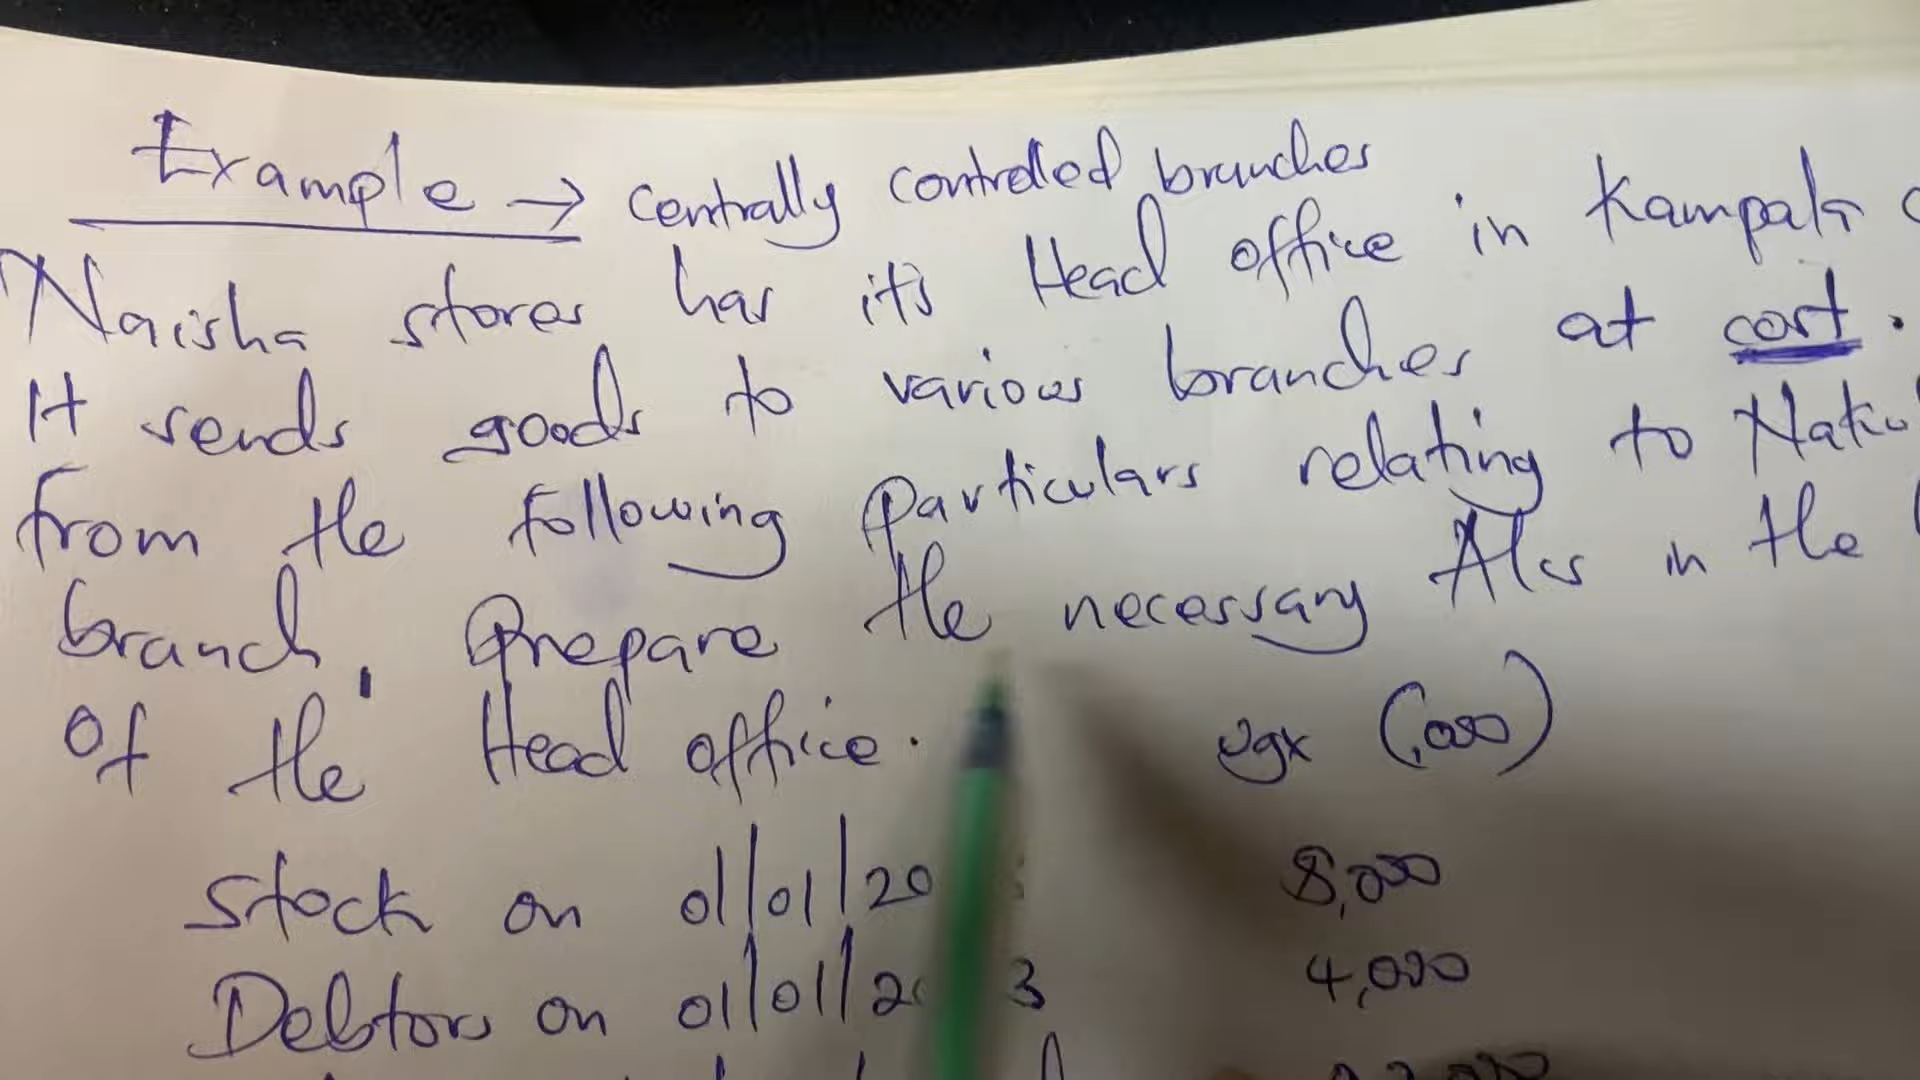 Example → centrally controlled branches
Naisha stores has it's Head office in Kampala
It sends goods to various branches at cost.
From the following particulars relating to
branch, Prepare the necessary A/cs in the
of the Head office.
ugx (,000)
Stock on 01/01/20 8,000
Debtors on 01/01/2 3 4,000